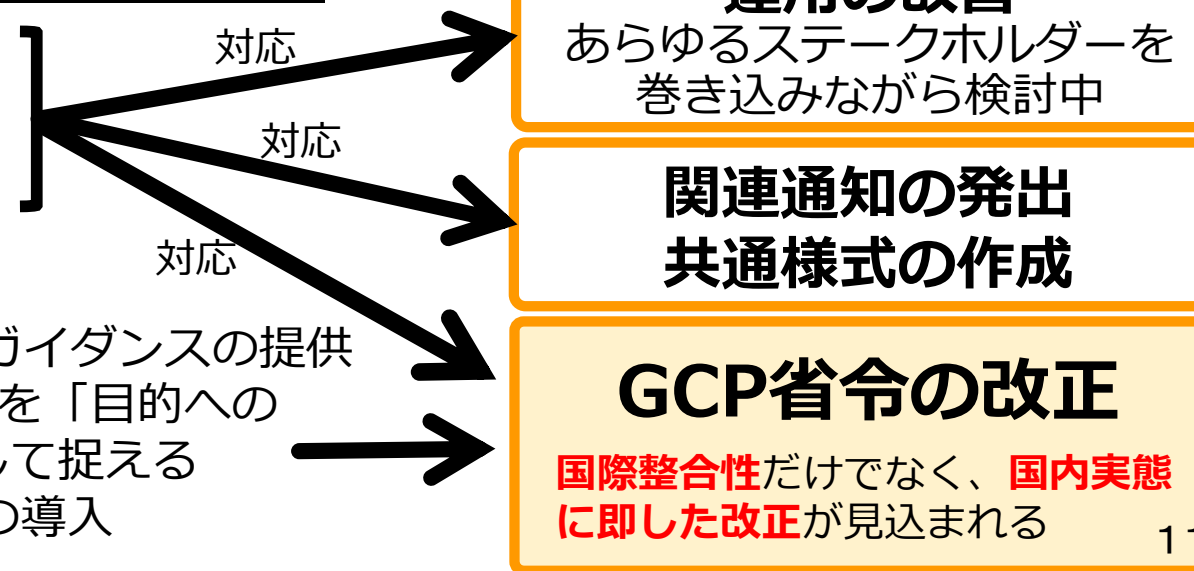 対応
対応
対応
ガイダンスの提供
を「目的への
して捉える
の導入
運用の改善
あらゆるステークホルダーを
巻き込みながら検討中
関連通知の発出
共通様式の作成
GCP省令の改正
国際整合性だけでなく、国内実態
に即した改正が見込まれる